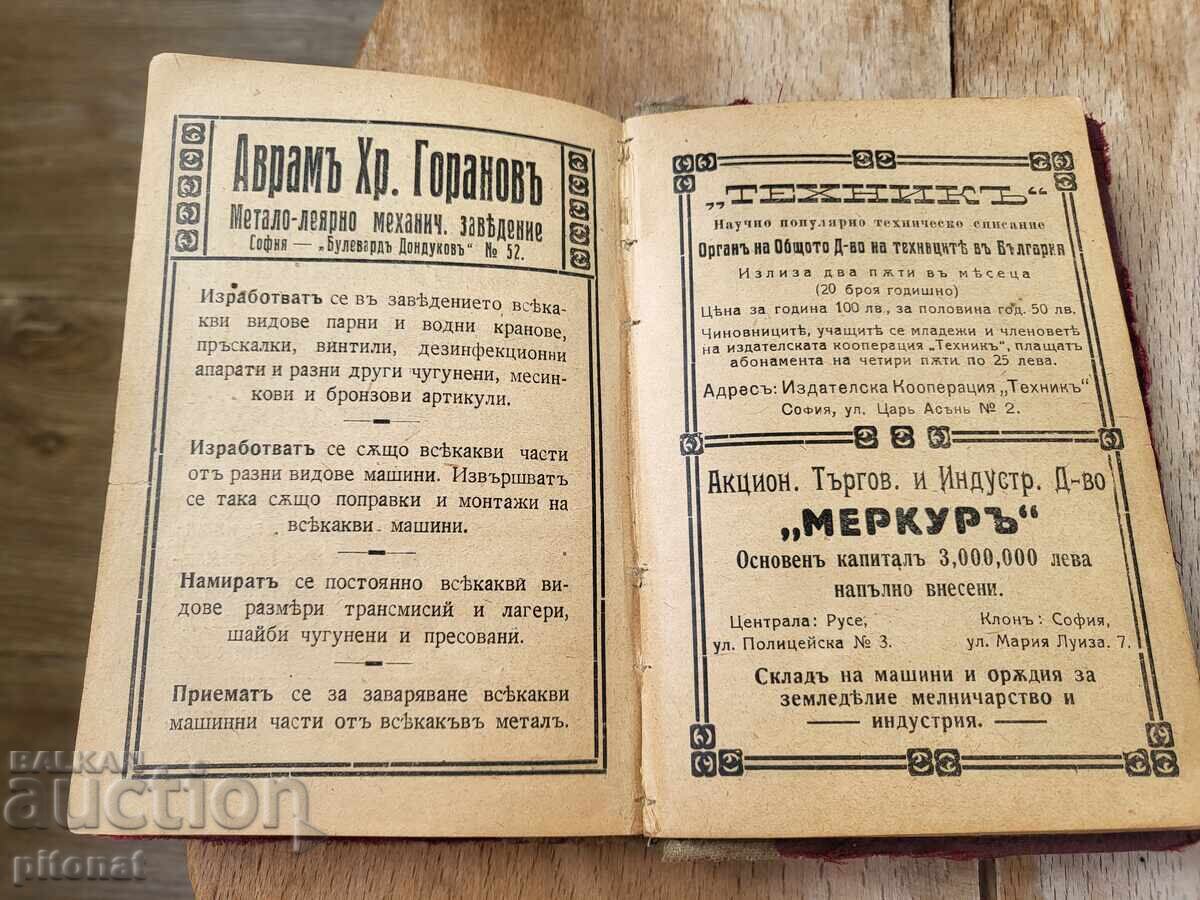 Аврамъ Хр. Горановъ
Метало-леярно механич. заведение
София — „Булевардъ Дондуковъ“ № 52.
Изработватъ се въ заведението всѣка-
кви видове парни и водни кранове,
пръскалки, винтили, дезинфекционни
апарати и разни други чугунени, месин-
кови и бронзови артикули.
Изработватъ се сѫщо всѣкакви части
отъ разни видове машини. Извършватъ
се така сѫщо поправки и монтажи на
всѣкакви машини.
Намиратъ се постоянно всѣкакви ви-
дове размѣри трансмисий и лагери,
шайби чугунени и пресовани.
Приематъ се за заваряване всѣкакви
машинни части отъ всѣкакъвъ металъ.
„ТЕХНИКЪ“
Научно популярно техническо списание
Органъ на Общото Д-во на техницитѣ въ България
Излиза два пѫти въ мѣсеца
(20 броя годишно)
Цѣна за година 100 лв., за половина год. 50 лв.
Чиновницитѣ, учащитѣ се младежи и членоветѣ
на издателската кооперация „Техникъ“, плащатъ
абонамента на четири пѫти по 25 лева.
Адресъ: Издателска Кооперация „Техникъ“
София, ул. Царь Асѣнь № 2.
Акцион. Търгов. и Индустр. Д-во
„МЕРКУРЪ“
Основенъ капиталъ 3,000,000 лева
напълно внесени.
Централа: Русе,
ул. Полицейска № 3.
Клонъ: София,
ул. Мария Луиза. 7.
Складъ на машини и орѫдия за
земледѣлие мелничарство и
индустрия.
BALKAN
auction
pitonat